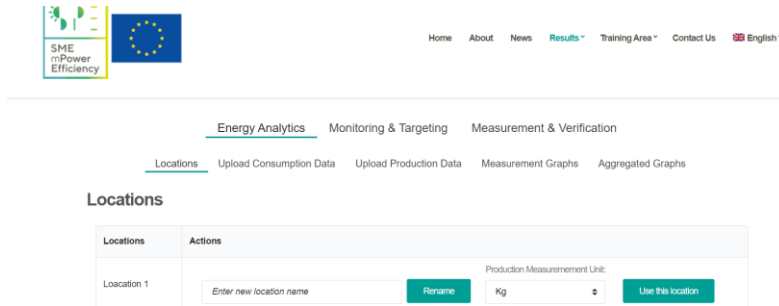 SME
mPower
Efficiency
Home About News Results Training Area Contact Us English
Energy Analytics Monitoring & Targeting Measurement & Verification
Locations Upload Consumption Data Upload Production Data Measurement Graphs Aggregated Graphs
Locations
Locations Actions
Production Measuremement Unit:
Loacation 1 Enter new location name Rename Kg Use this location